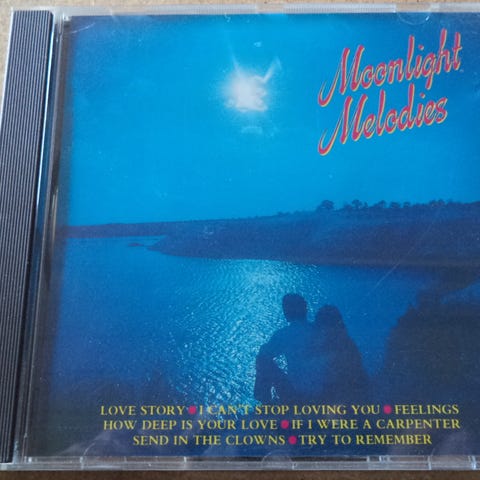 Moonlight
Melodies
LOVE STORY • I CAN'T STOP LOVING YOU • FEELINGS
HOW DEEP IS YOUR LOVE • IF I WERE A CARPENTER
SEND IN THE CLOWNS • TRY TO REMEMBER